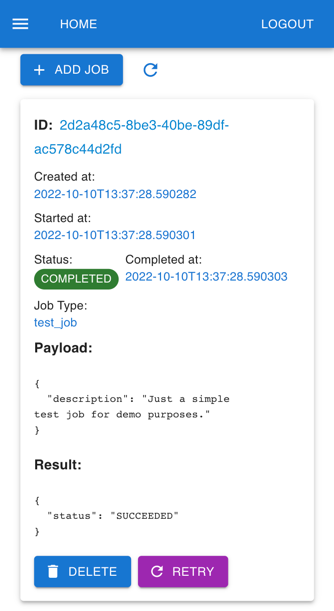 HOME LOGOUT
ADD JOB
ID: 2d2a48c5-8be3-40be-89df-
ac578c44d2fd
Created at:
2022-10-10T13:37:28.590282
Started at:
2022-10-10T13:37:28.590301
Status: Completed at:
COMPLETED 2022-10-10T13:37:28.590303
Job Type:
test_job
Payload:
{
  "description": "Just a simple
test job for demo purposes."
}
Result:
{
  "status": "SUCCEEDED"
}
DELETE RETRY